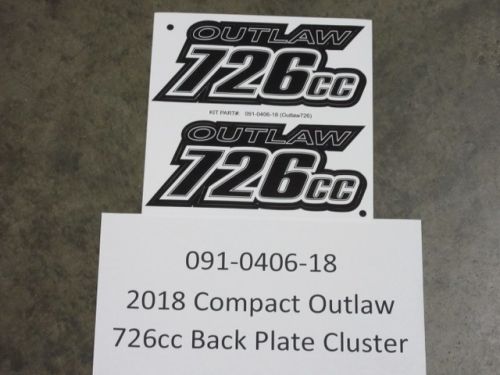 OUTLAW
726cc
KIT PART#: 091-0406-18 (Outlaw726)
OUTLAW
726cc
091-0406-18
2018 Compact Outlaw
726cc Back Plate Cluster